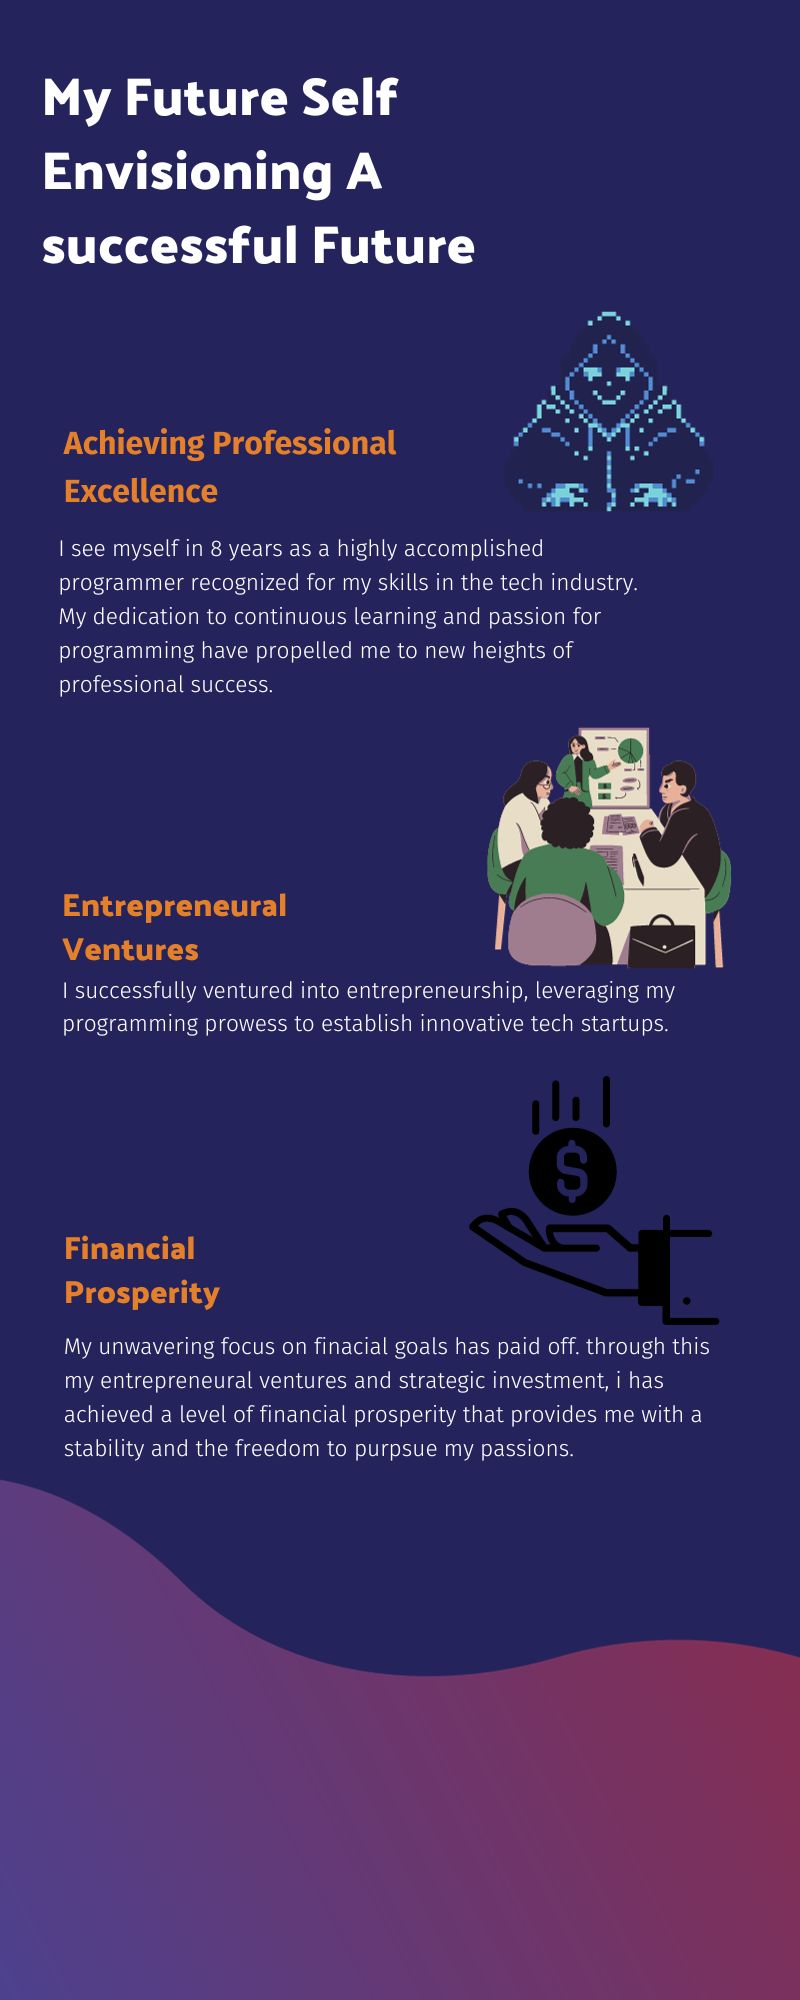 My Future Self
Envisioning A
successful Future
Achieving Professional
Excellence
I see myself in 8 years as a highly accomplished
programmer recognized for my skills in the tech industry.
My dedication to continuous learning and passion for
programming have propelled me to new heights of
professional success.
Entrepreneural
Ventures
I successfully ventured into entrepreneurship, leveraging my
programming prowess to establish innovative tech startups.
$
Financial
Prosperity
My unwavering focus on finacial goals has paid off. through this
my entrepreneural ventures and strategic investment, i has
achieved a level of financial prosperity that provides me with a
stability and the freedom to purpsue my passions.